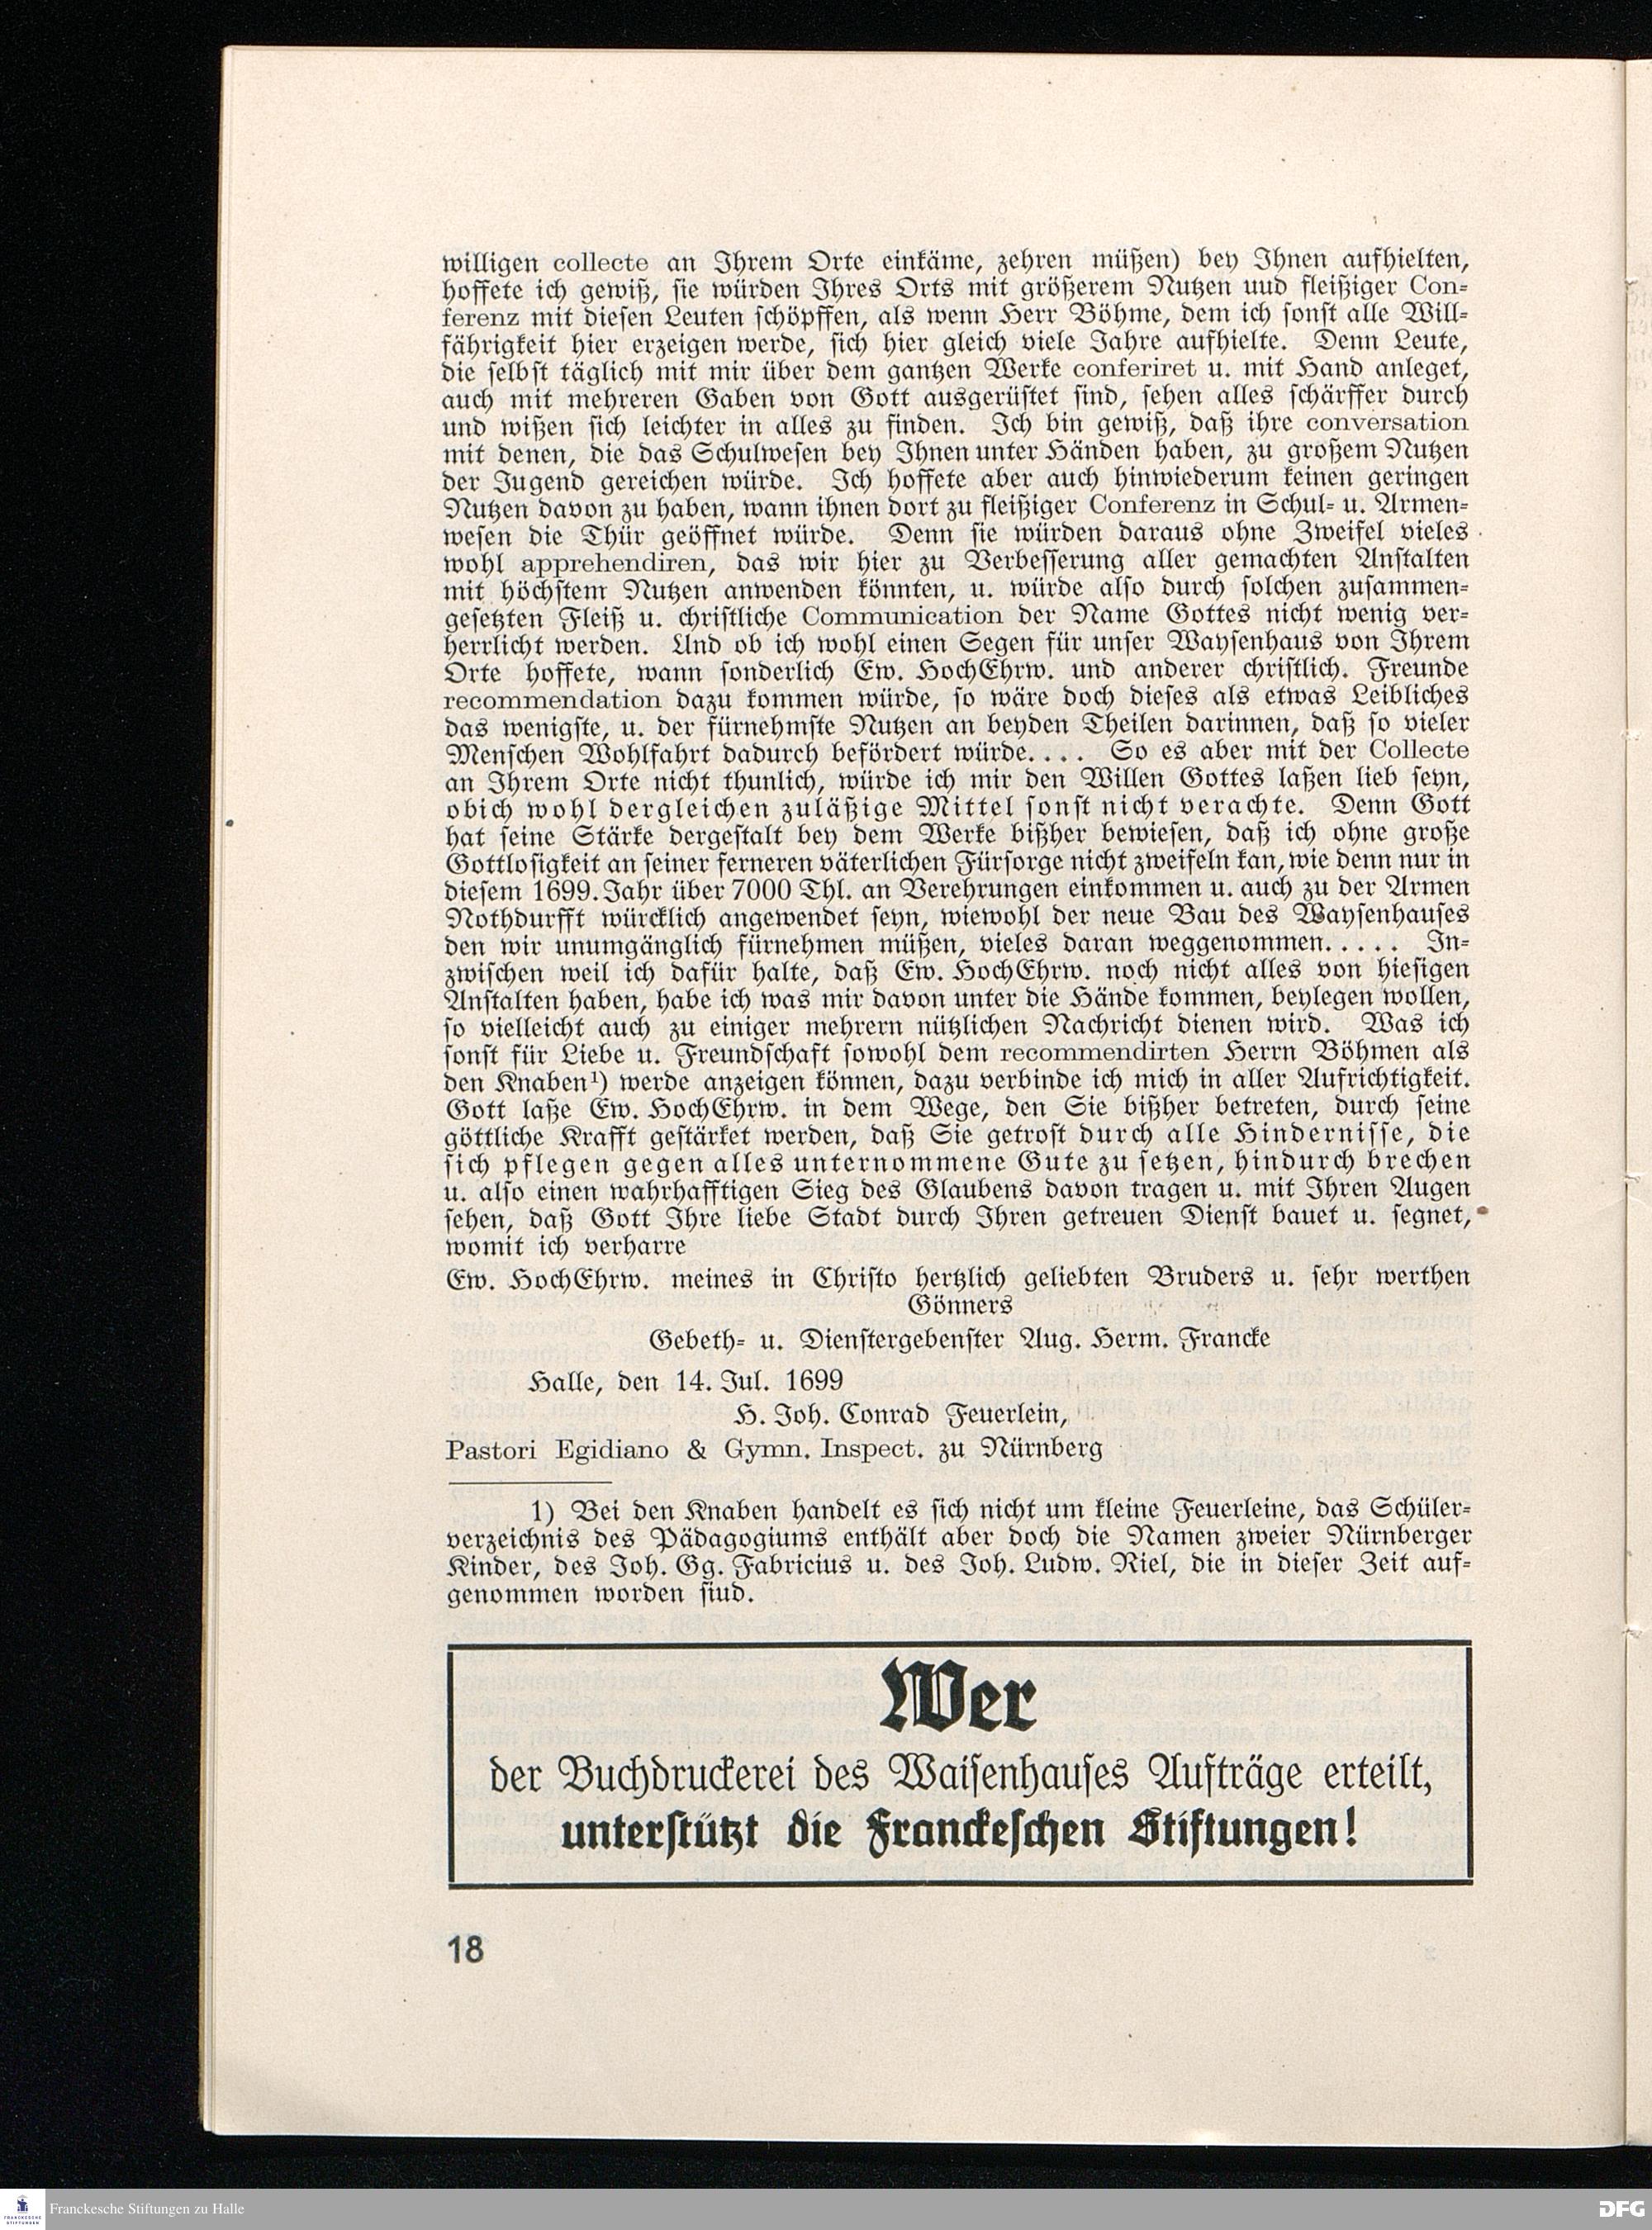 willigen collecte an Ihrem Orte einkäme, zehren müßen) bey Ihnen aufhielten,
hoffete ich gewiß, sie würden Ihres Orts mit größerem Nutzen uud fleißiger Con-
ferenz mit diesen Leuten schöpffen, als wenn Herr Böhme, dem ich sonst alle Will-
fährigkeit hier erzeigen werde, sich hier gleich viele Jahre aufhielte. Denn Leute,
die selbst täglich mit mir über dem gantzen Werke conferiret u. mit Hand anleget,
auch mit mehreren Gaben von Gott ausgerüstet sind, sehen alles schärffer durch
und wißen sich leichter in alles zu finden. Ich bin gewiß, daß ihre conversation
mit denen, die das Schulwesen bey Ihnen unter Händen haben, zu großem Nutzen
der Jugend gereichen würde. Ich hoffete aber auch hinwiederum keinen geringen
Nutzen davon zu haben, wann ihnen dort zu fleißiger Conferenz in Schul- u. Armen-
wesen die Thür geöffnet würde. Denn sie würden daraus ohne Zweifel vieles
wohl apprehendiren, das wir hier zu Verbesserung aller gemachten Anstalten
mit höchstem Nutzen anwenden könnten, u. würde also durch solchen zusammen-
gesetzten Fleiß u. christliche Communication der Name Gottes nicht wenig ver-
herrlicht werden. Und ob ich wohl einen Segen für unser Waysenhaus von Ihrem
Orte hoffete, wann sonderlich Ew. HochEhrw. und anderer christlich. Freunde
recommendation dazu kommen würde, so wäre doch dieses als etwas Leibliches
das wenigste, u. der fürnehmste Nutzen an beyden Theilen darinnen, daß so vieler
Menschen Wohlfahrt dadurch befördert würde.... So es aber mit der Collecte
an Ihrem Orte nicht thunlich, würde ich mir den Willen Gottes laßen lieb seyn,
obich wohl dergleichen zuläßige Mittel sonst nicht verachte. Denn Gott
hat seine Stärke dergestalt bey dem Werke bißher bewiesen, daß ich ohne große
Gottlosigkeit an seiner ferneren väterlichen Fürsorge nicht zweifeln kan, wie denn nur in
diesem 1699. Jahr über 7000 Thl. an Verehrungen einkommen u. auch zu der Armen
Nothdurfft würcklich angewendet seyn, wiewohl der neue Bau des Waysenhauses
den wir unumgänglich fürnehmen müßen, vieles daran weggenommen..... In-
zwischen weil ich dafür halte, daß Ew. HochEhrw. noch nicht alles von hiesigen
Anstalten haben, habe ich was mir davon unter die Hände kommen, beylegen wollen,
so vielleicht auch zu einiger mehrern nützlichen Nachricht dienen wird. Was ich
sonst für Liebe u. Freundschaft sowohl dem recommendirten Herrn Böhmen als
den Knaben¹) werde anzeigen können, dazu verbinde ich mich in aller Aufrichtigkeit.
Gott laße Ew. HochEhrw. in dem Wege, den Sie bißher betreten, durch seine
göttliche Krafft gestärket werden, daß Sie getrost durch alle Hindernisse, die
sich pflegen gegen alles unternommene Gute zu setzen, hindurch brechen
u. also einen wahrhafftigen Sieg des Glaubens davon tragen u. mit Ihren Augen
sehen, daß Gott Ihre liebe Stadt durch Ihren getreuen Dienst bauet u. segnet,
womit ich verharre
Ew. HochEhrw. meines in Christo hertzlich geliebten Bruders u. sehr werthen
Gönners
Gebeth- u. Dienstergebenster Aug. Herm. Francke
Halle, den 14. Jul. 1699
H. Joh. Conrad Feuerlein,
Pastori Egidiano & Gymn. Inspect. zu Nürnberg
1) Bei den Knaben handelt es sich nicht um kleine Feuerleine, das Schüler-
verzeichnis des Pädagogiums enthält aber doch die Namen zweier Nürnberger
Kinder, des Joh. Gg. Fabricius u. des Joh. Ludw. Riel, die in dieser Zeit auf-
genommen worden siud.
Wer
der Buchdruckerei des Waisenhauses Aufträge erteilt,
unterstützt die Franckeschen Stiftungen!
18
FRANCKESCHE
STIFTUNGEN
Franckesche Stiftungen zu Halle
DFG